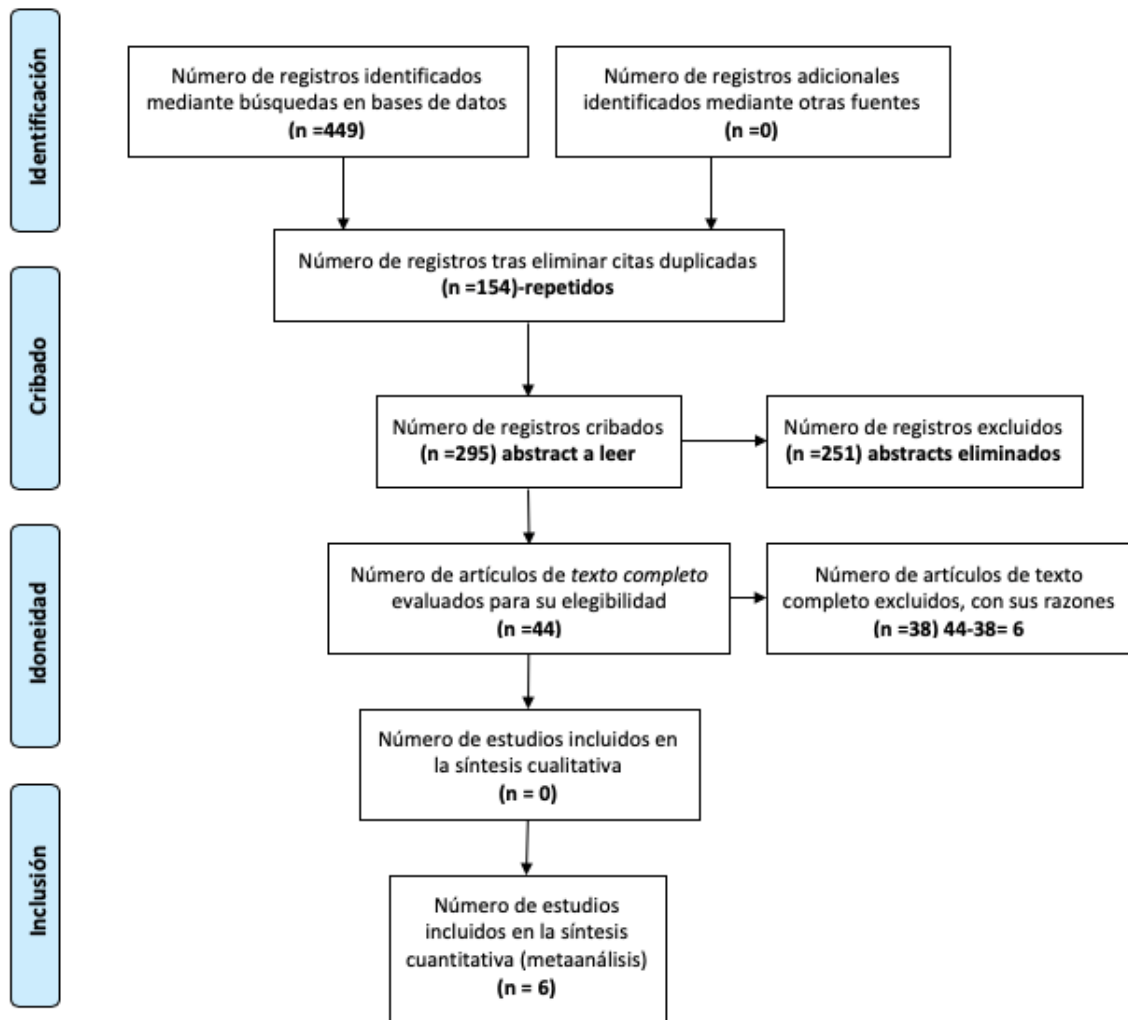 Identificación
Número de registros identificados
mediante búsquedas en bases de datos
(n =449)
Número de registros adicionales
identificados mediante otras fuentes
(n =0)
Número de registros tras eliminar citas duplicadas
(n =154)-repetidos
Cribado
Número de registros cribados
(n =295) abstract a leer
Número de registros excluidos
(n =251) abstracts eliminados
Idoneidad
Número de artículos de texto completo
evaluados para su elegibilidad
(n =44)
Número de artículos de texto
completo excluidos, con sus razones
(n =38) 44-38= 6
Número de estudios incluidos en
la síntesis cualitativa
(n = 0)
Inclusión
Número de estudios
incluidos en la síntesis
cuantitativa (metaanálisis)
(n = 6)